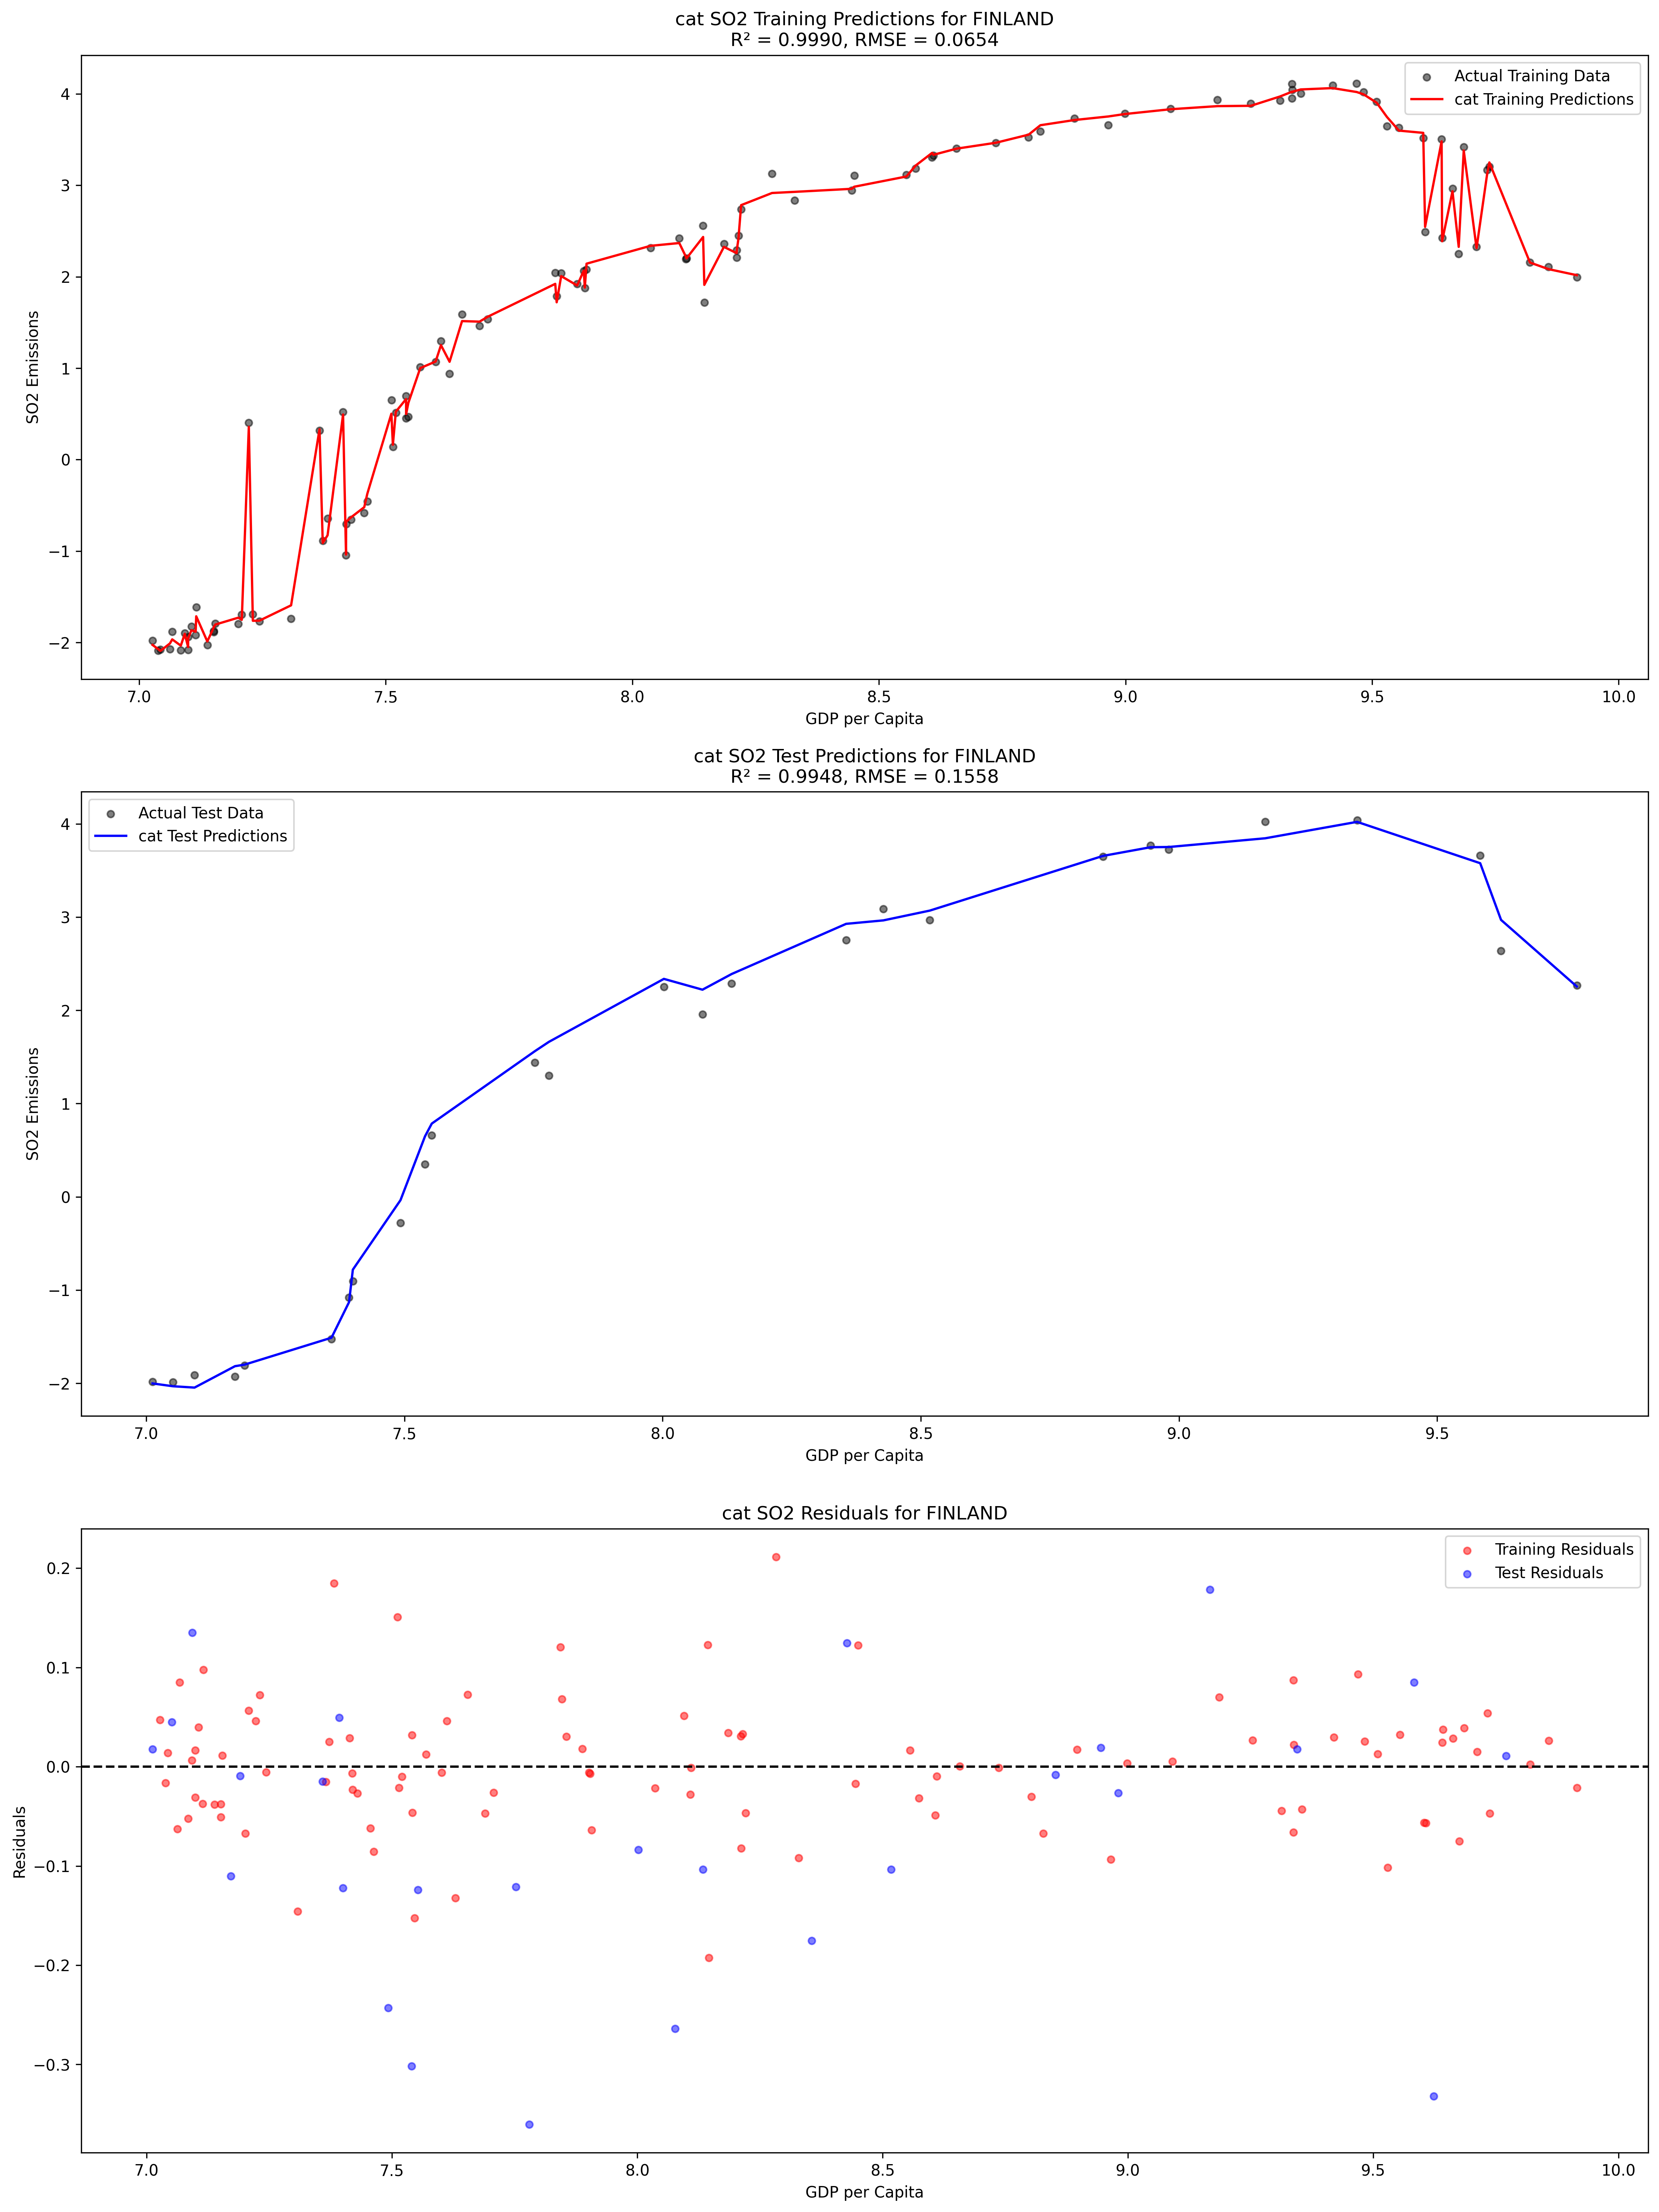 cat SO2 Training Predictions for FINLAND
R² = 0.9990, RMSE = 0.0654
Actual Training Data
cat Training Predictions
SO2 Emissions
4
3
2
1
0
−1
−2
7.0 7.5 8.0 8.5 9.0 9.5 10.0
GDP per Capita
cat SO2 Test Predictions for FINLAND
R² = 0.9948, RMSE = 0.1558
Actual Test Data
cat Test Predictions
SO2 Emissions
4
3
2
1
0
−1
−2
7.0 7.5 8.0 8.5 9.0 9.5
GDP per Capita
cat SO2 Residuals for FINLAND
Training Residuals
Test Residuals
Residuals
0.2
0.1
0.0
−0.1
−0.2
−0.3
7.0 7.5 8.0 8.5 9.0 9.5 10.0
GDP per Capita